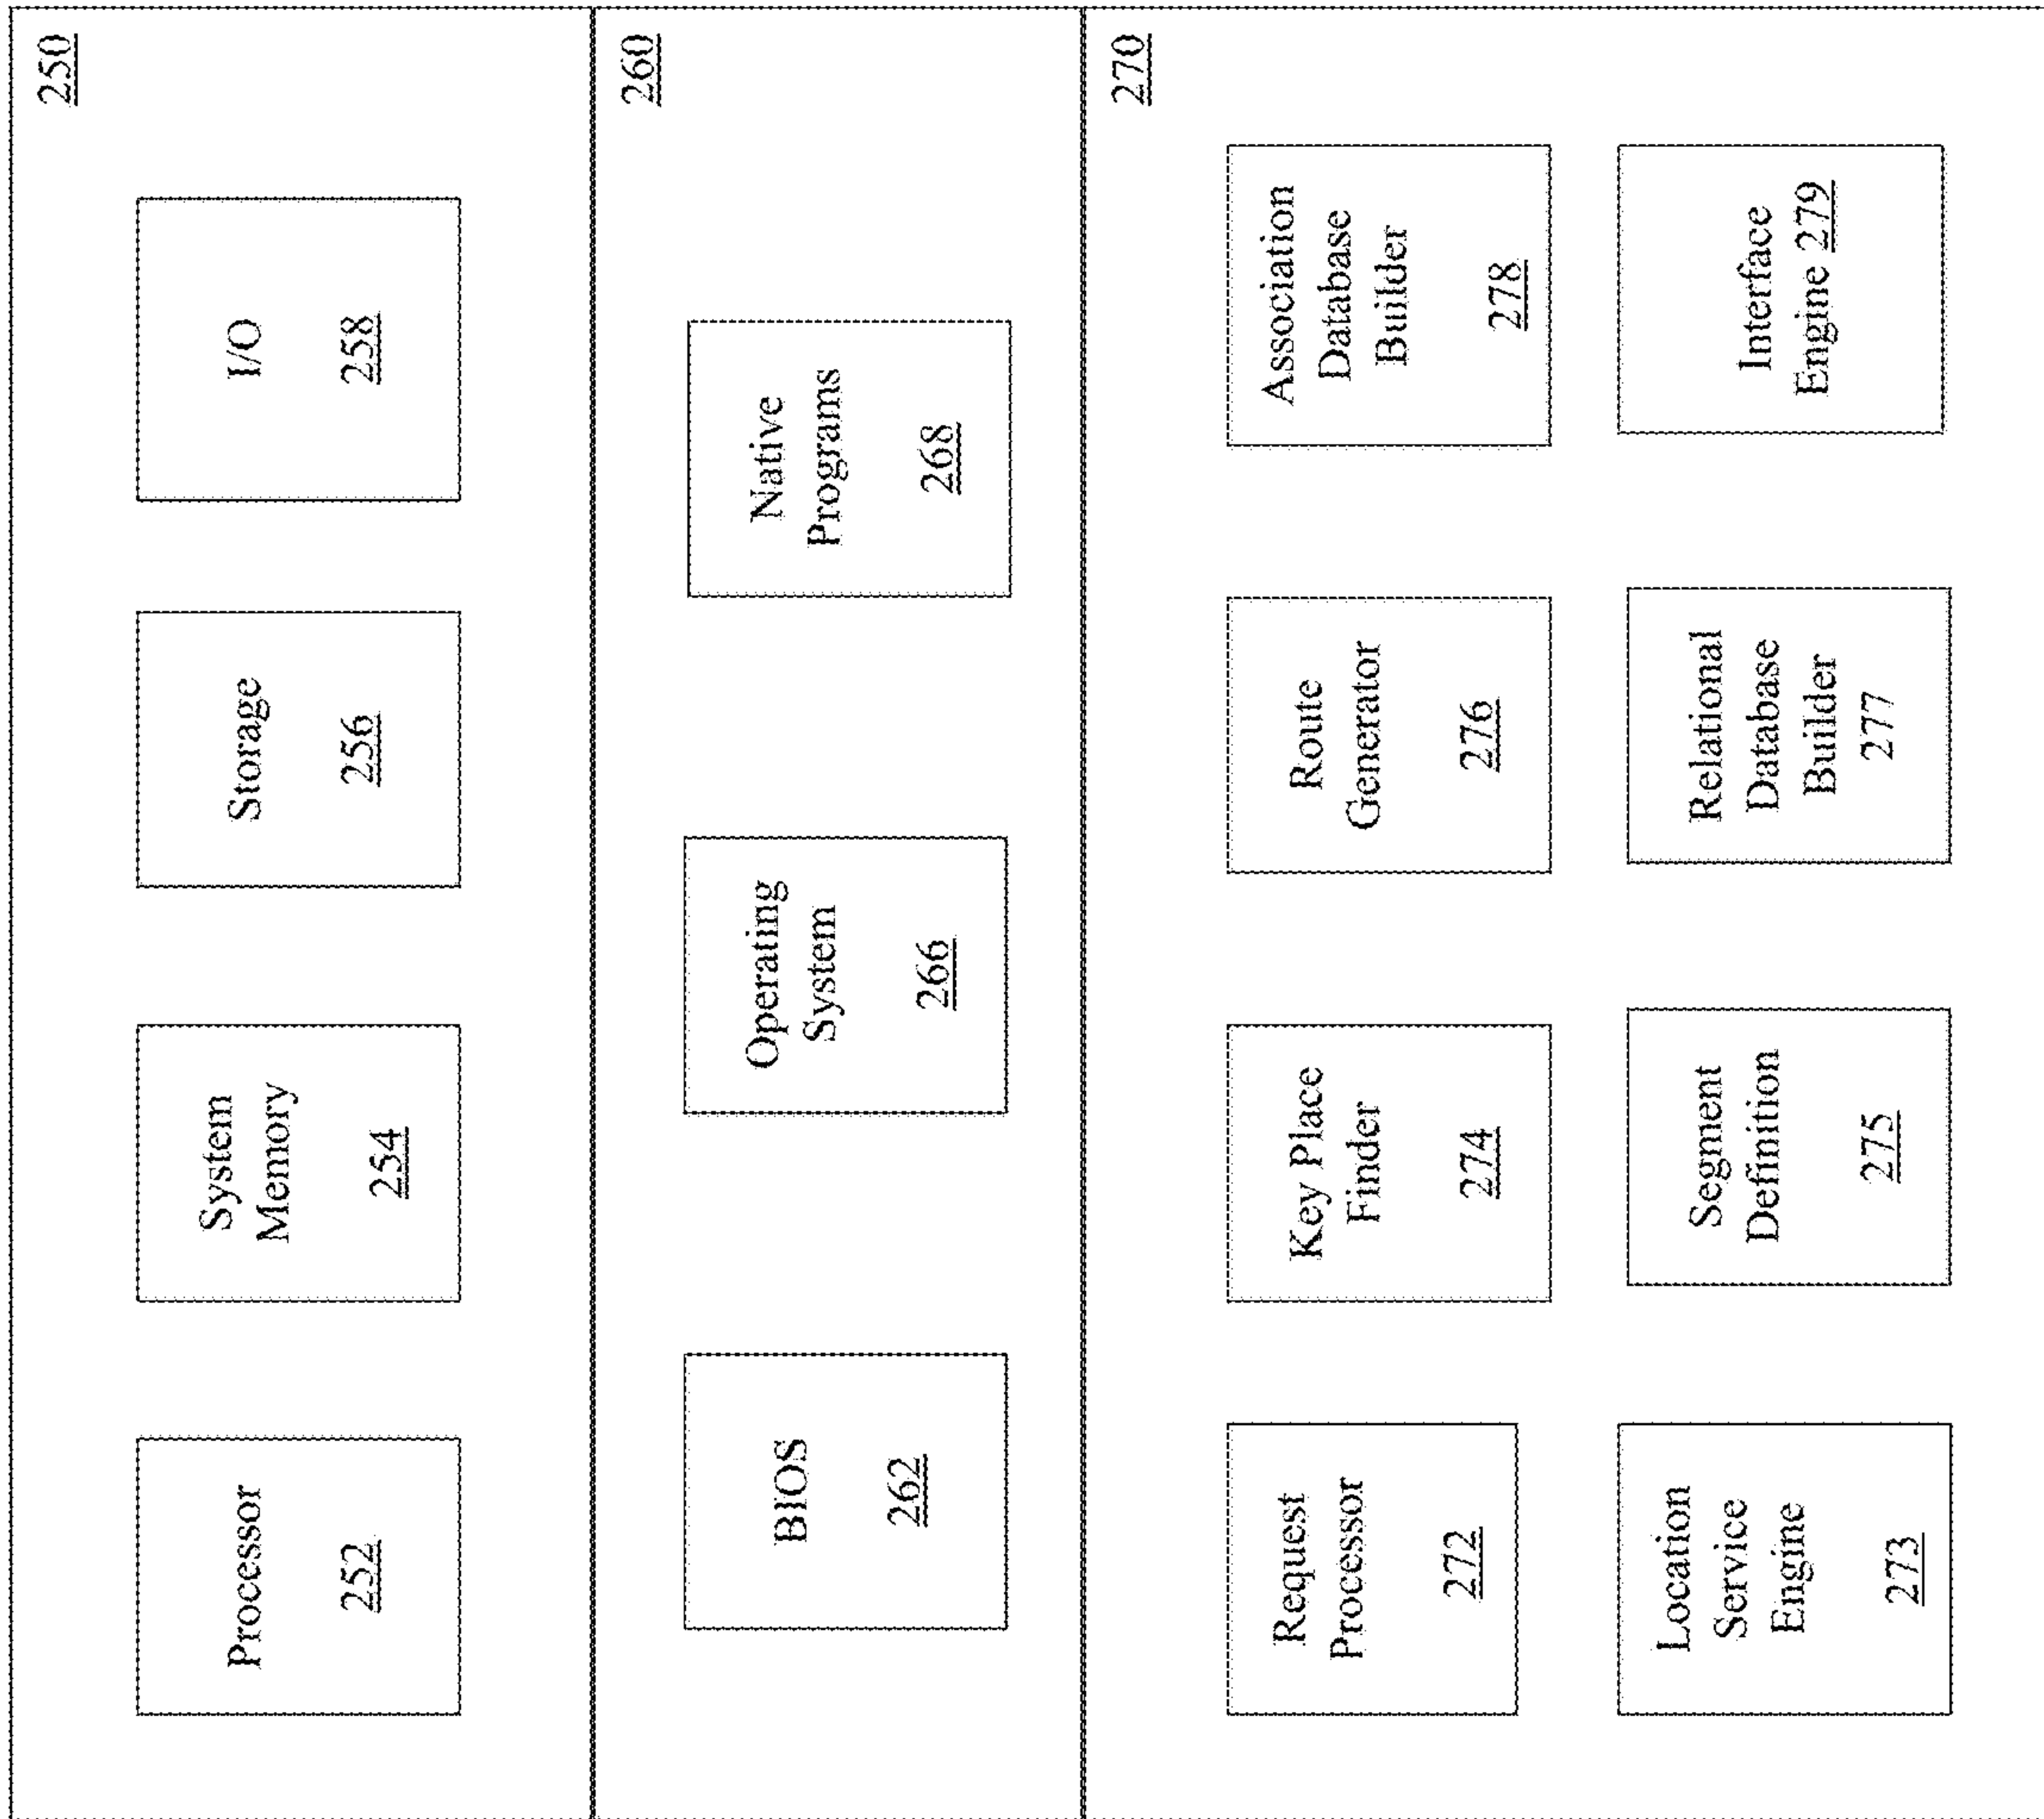 250
Processor
252
System
Memory
254
Storage
256
I/O
258
260
BIOS
262
Operating
System
266
Native
Programs
268
270
Request
Processor
272
Key Place
Finder
274
Route
Generator
276
Association
Database
Builder
278
Location
Service
Engine
273
Segment
Definition
275
Relational
Database
Builder
277
Interface
Engine 279